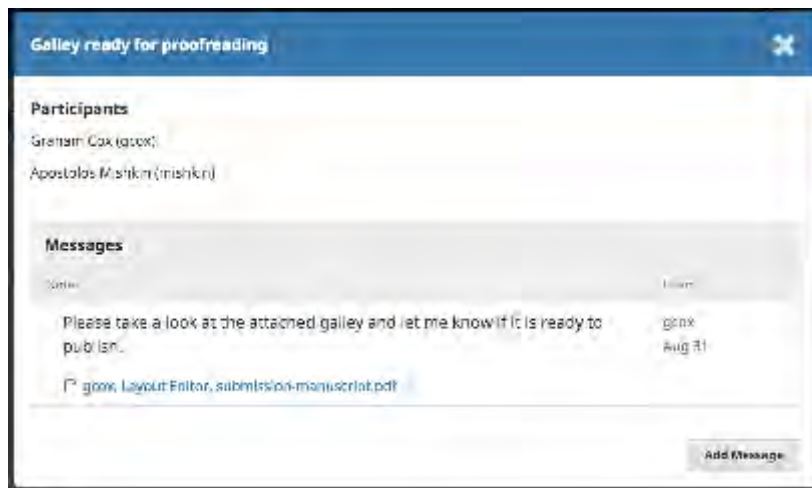 Galley ready for proofreading
Participants
Graham Cox (gcox)
Apostolos Mishkin (mishkin)
Messages
Note
From
Please take a look at the attached galley and let me know if it is ready to
publish.
gcox
Aug 31
gcox, Layout Editor, submission-manuscript.pdf
Add Message